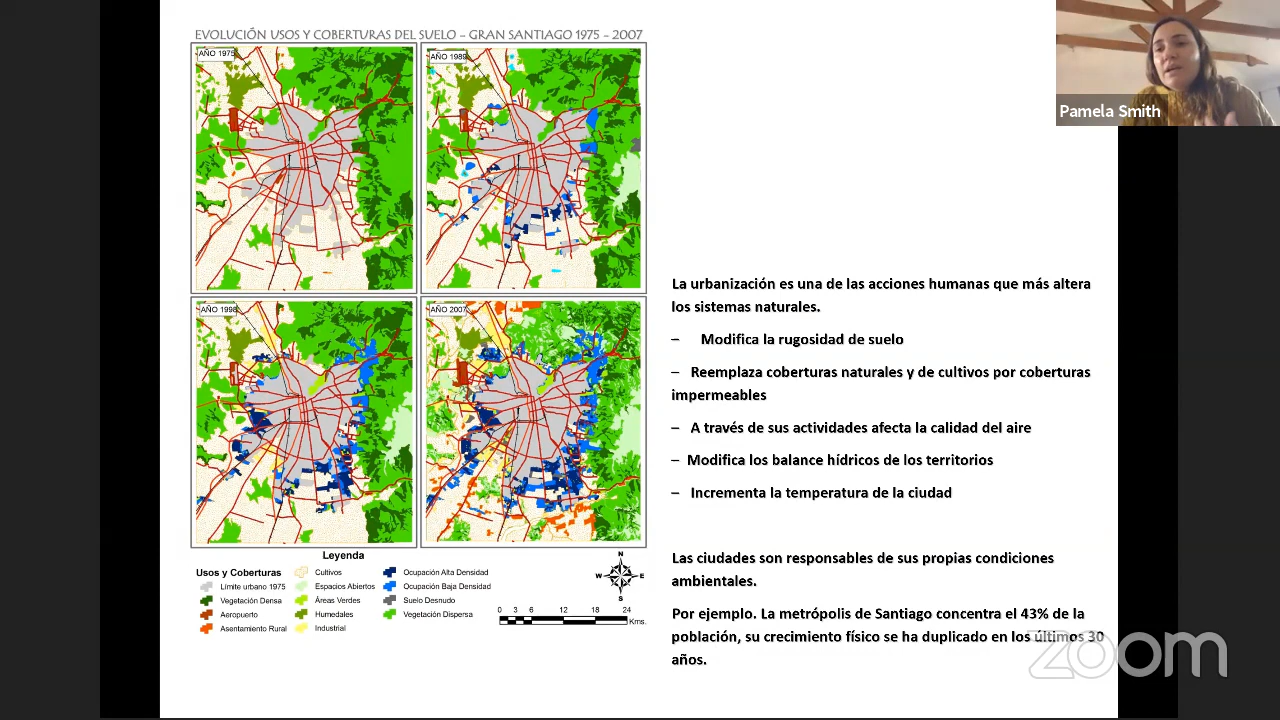 EVOLUCIÓN USOS Y COBERTURAS DEL SUELO - GRAN SANTIAGO 1975 - 2007
AÑO 1975
AÑO 1989
AÑO 1998
AÑO 2007
Leyenda
Usos y Coberturas
Límite urbano 1975
Vegetación Densa
Aeropuerto
Asentamiento Rural
Cultivos
Espacios Abiertos
Áreas Verdes
Humedales
Industrial
Ocupación Alta Densidad
Ocupación Baja Densidad
Suelo Desnudo
Vegetación Dispersa
N
W E
S
0 3 6 12 18 24
Kms.
Pamela Smith
La urbanización es una de las acciones humanas que más altera
los sistemas naturales.
– Modifica la rugosidad de suelo
– Reemplaza coberturas naturales y de cultivos por coberturas
impermeables
– A través de sus actividades afecta la calidad del aire
– Modifica los balance hídricos de los territorios
– Incrementa la temperatura de la ciudad
Las ciudades son responsables de sus propias condiciones
ambientales.
Por ejemplo. La metrópolis de Santiago concentra el 43% de la
población, su crecimiento físico se ha duplicado en los últimos 30
años.
zoom